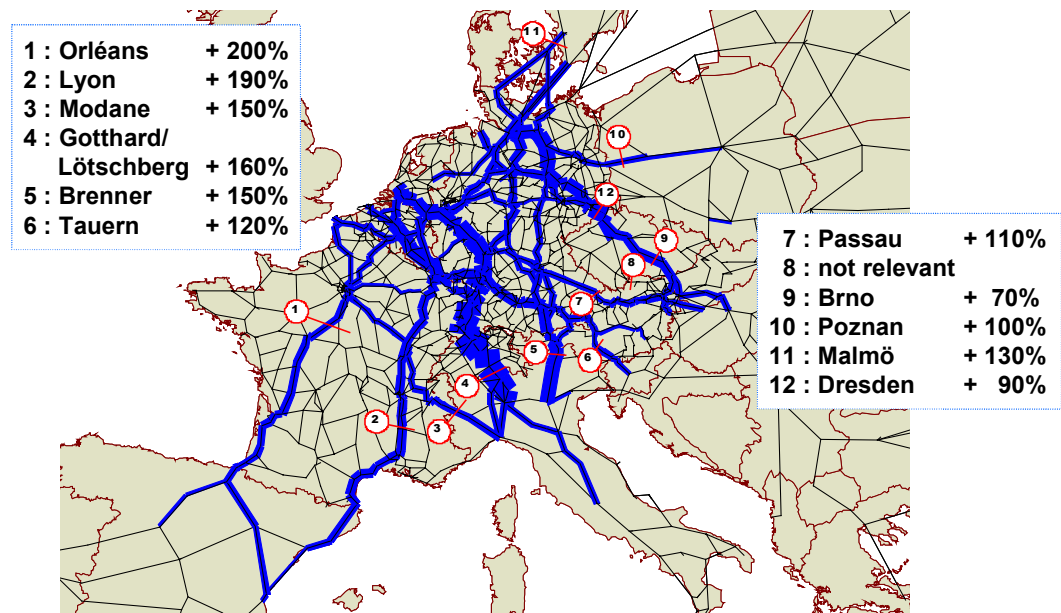 1 : Orléans + 200%
2 : Lyon + 190%
3 : Modane + 150%
4 : Gotthard/
Lötschberg + 160%
5 : Brenner + 150%
6 : Tauern + 120%
11
10
12
9
8
7
1
5
6
4
2
3
7 : Passau + 110%
8 : not relevant
9 : Brno + 70%
10 : Poznan + 100%
11 : Malmö + 130%
12 : Dresden + 90%